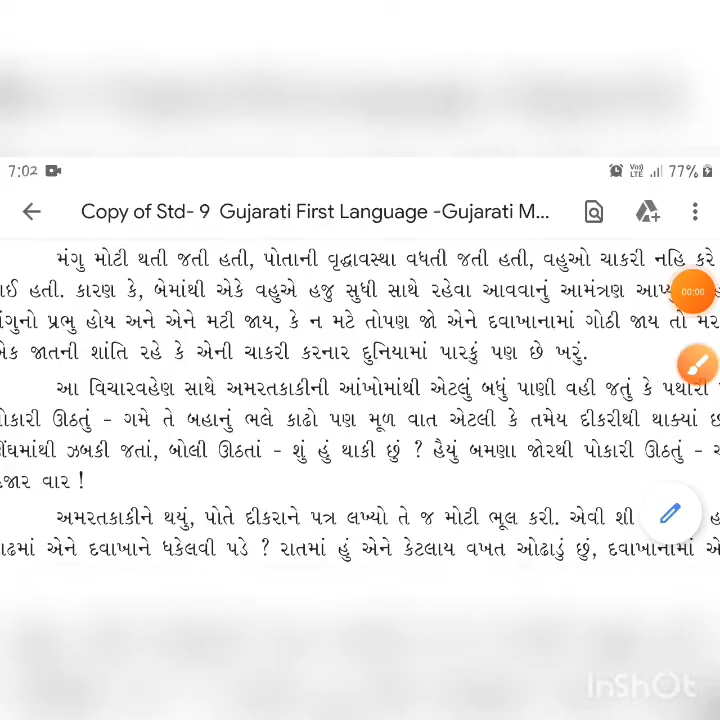 7:02 Vo) LTE 77%
Copy of Std- 9 Gujarati First Language -Gujarati M...
મંગુ મોટી થતી જતી હતી, પોતાની વૃદ્ધાવસ્થા વધતી જતી હતી, વહુઓ ચાકરી નહિ કરે
હતી. કારણ કે, બેમાંથી એકે વહુએ હજુ સુધી સાથે રહેવા આવવાનું આમંત્રણ
00:00
પ્રભુ હોય અને એને મટી જાય, કે ન મટે તોપણ જો એને દવાખાનામાં ગોઠી જાય તો
જાતની શાંતિ રહે કે એની ચાકરી કરનાર દુનિયામાં પારકું પણ છે ખરું.
આ વિચારવહેણ સાથે અમરતકાકીની આંખોમાંથી એટલું બધું પાણી વહી જતું કે પથારી
ઊઠતું - ગમે તે બહાનું ભલે કાઢો પણ મૂળ વાત એટલી કે તમેય દીકરીથી થાક્યાં
ઝબકી જતાં, બોલી ઊઠતાં - શું હું થાકી છું ? હૈયું બમણા જોરથી પોકારી ઊઠતું -
વાર !
અમરતકાકીને થયું, પોતે દીકરાને પત્ર લખ્યો તે જ મોટી ભૂલ કરી. એવી શી
એને દવાખાને ધકેલવી પડે ? રાતમાં હું એને કેટલાય વખત ઓઢાડું છું, દવાખાનામાં
InShOt